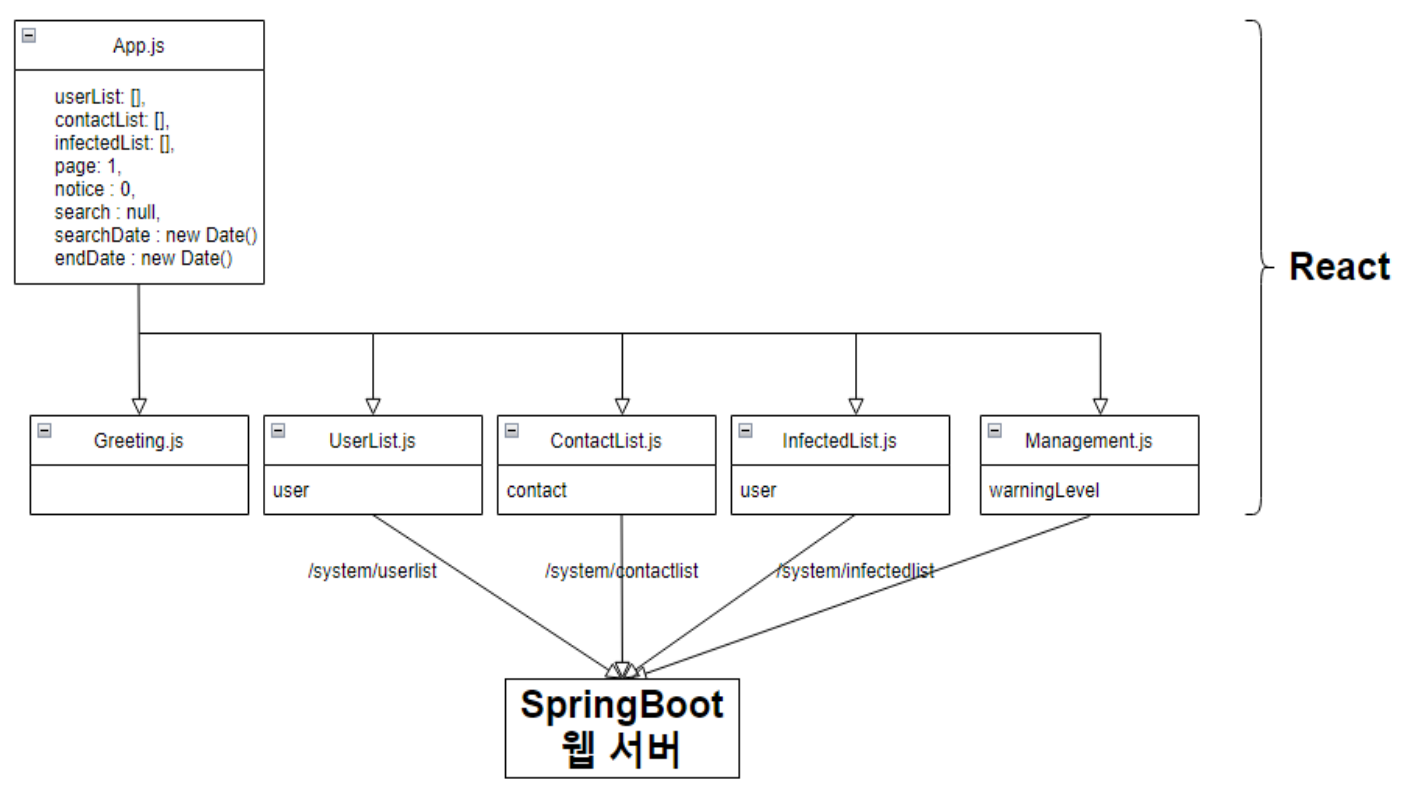 App.js
userList: [],
contactList: [],
infectedList: [],
page: 1,
notice : 0,
search : null,
searchDate : new Date()
endDate : new Date()
React
Greeting.js
UserList.js
user
ContactList.js
contact
InfectedList.js
user
Management.js
warningLevel
/system/userlist
/system/contactlist
/system/infectedlist
SpringBoot
웹 서버